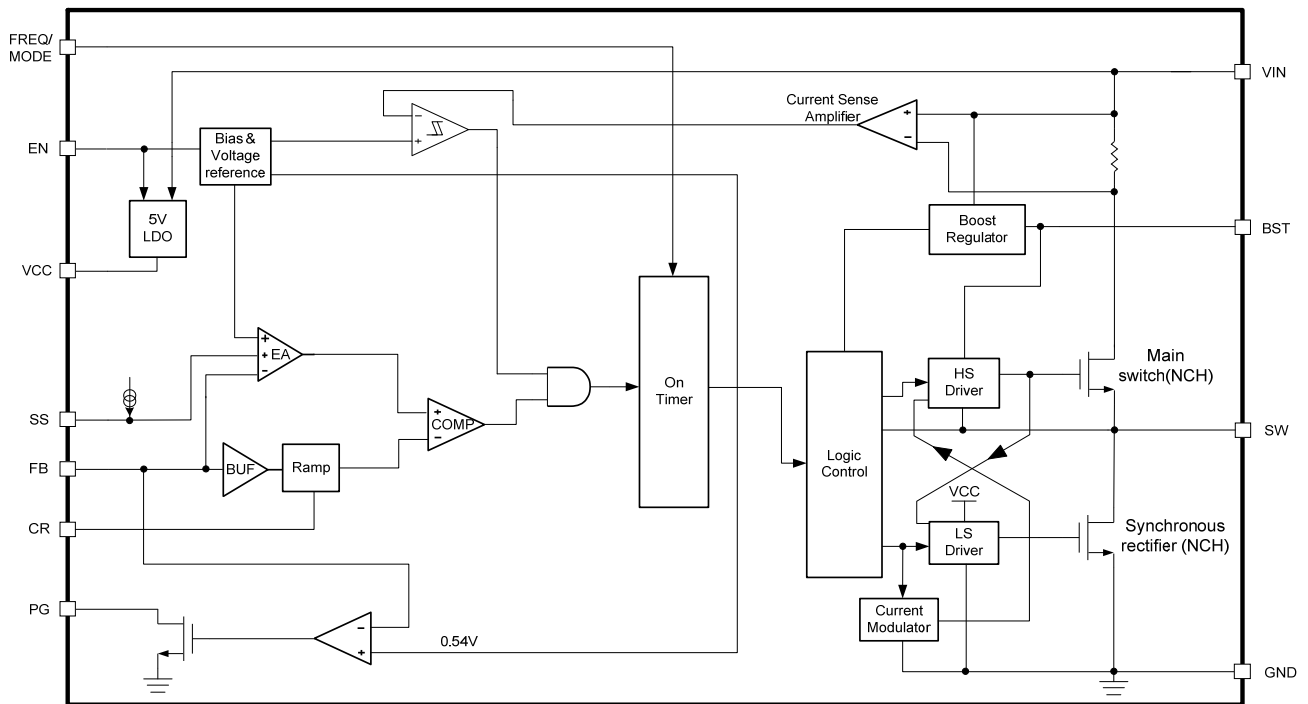 FREQ/
MODE
EN
VCC
SS
FB
CR
PG
VIN
BST
SW
GND
Bias &
Voltage
reference
5V
LDO
-
+
Current Sense
Amplifier
+
-
Boost
Regulator
+
+
-
EA
+
-
COMP
BUF
Ramp
On
Timer
Logic
Control
HS
Driver
Main
switch(NCH)
VCC
LS
Driver
Synchronous
rectifier (NCH)
Current
Modulator
-
+
0.54V